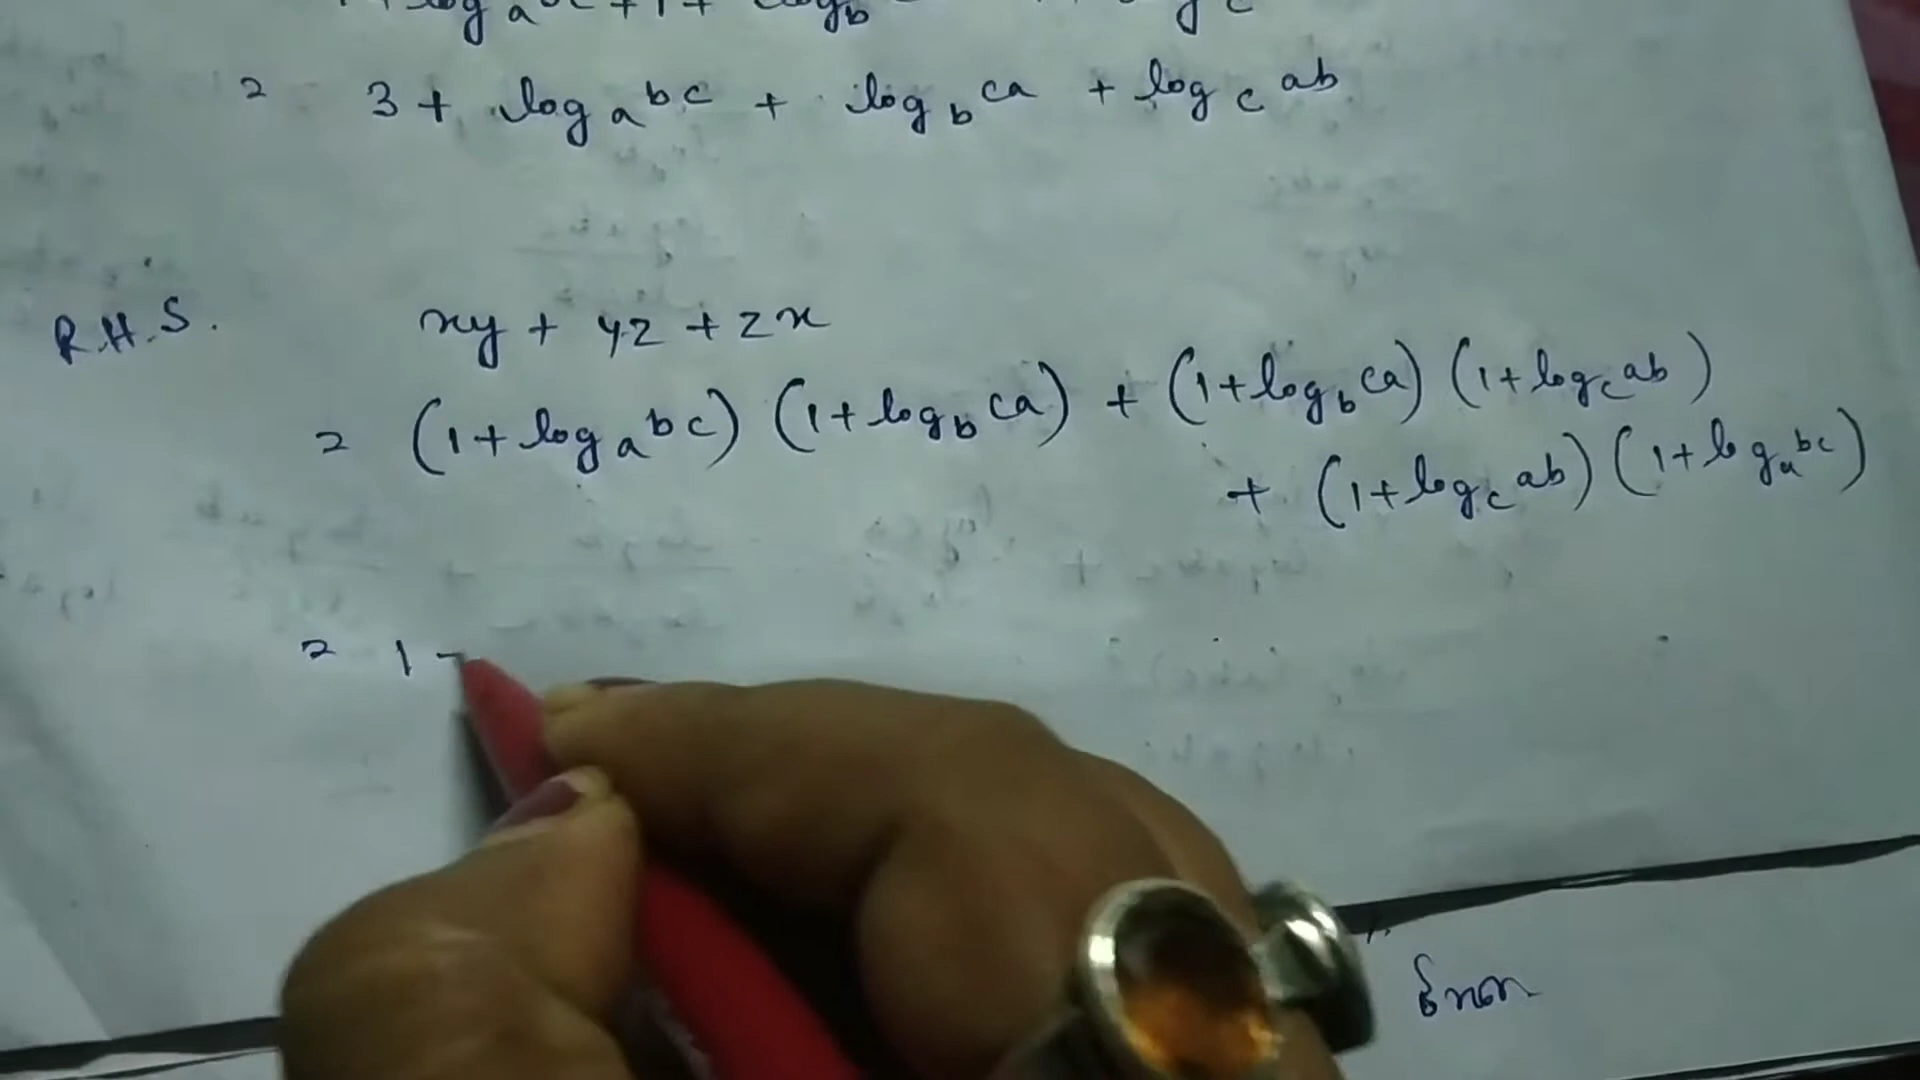 3 + log_a bc + log_b ca + log_c ab
R.H.S. xy + yz + zx
= (1 + log_a bc) (1 + log_b ca) + (1 + log_b ca) (1 + log_c ab)
+ (1 + log_c ab) (1 + log_a bc)
= 1